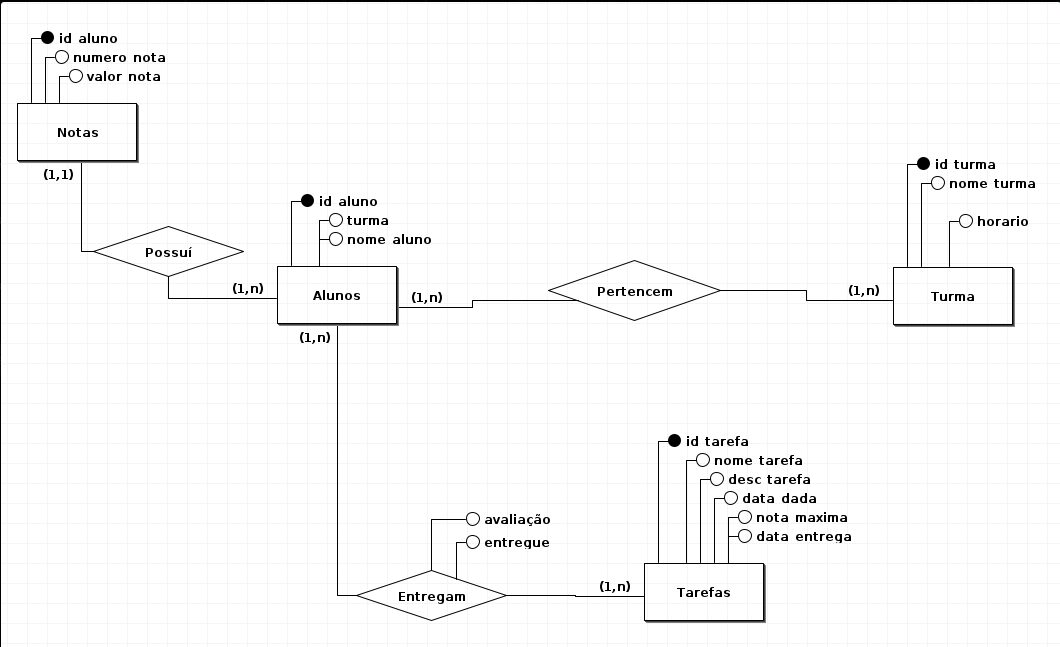 id aluno
numero nota
valor nota
Notas
(1,1)
Possuí
(1,n)
id aluno
turma
nome aluno
Alunos
(1,n)
(1,n)
Pertencem
(1,n)
id turma
nome turma
horario
Turma
id tarefa
nome tarefa
desc tarefa
data dada
nota maxima
data entrega
avaliação
entregue
Entregam
(1,n)
Tarefas